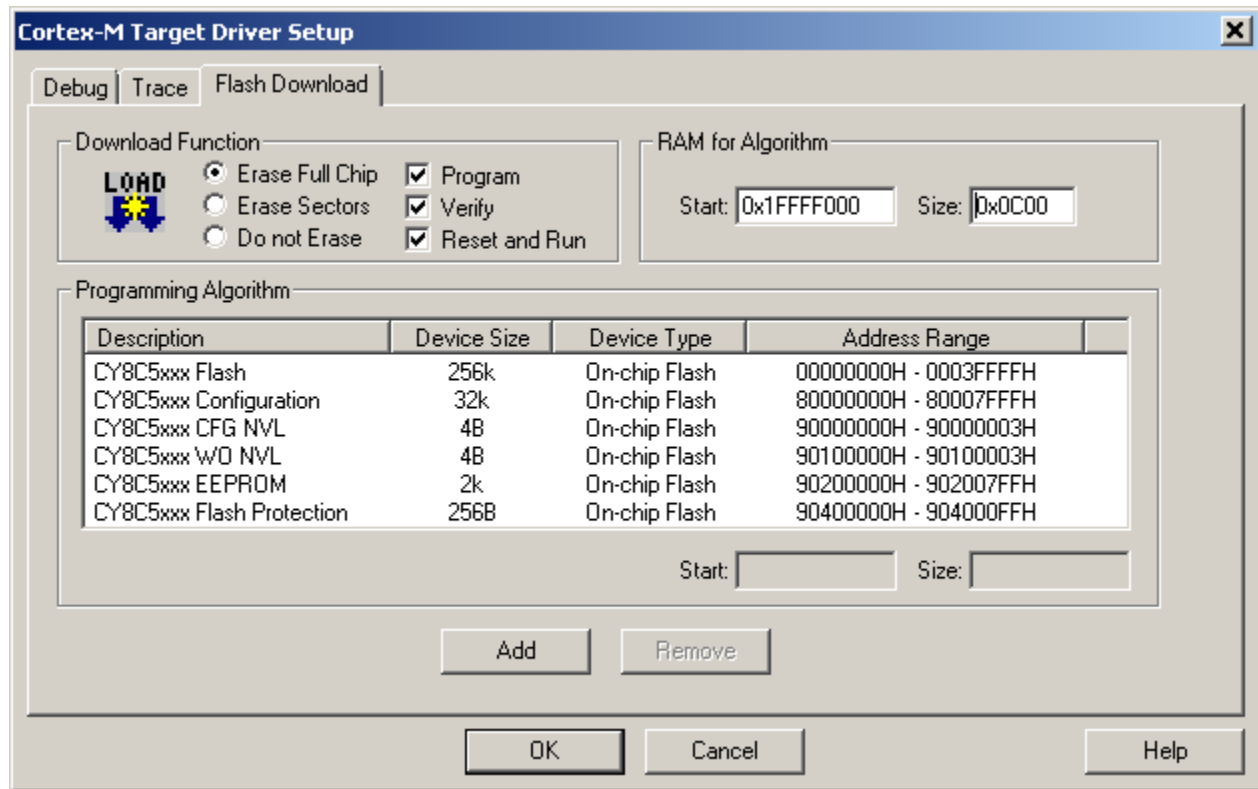 Cortex-M Target Driver Setup
Debug Trace Flash Download
Download Function
LOAD
Erase Full Chip
Erase Sectors
Do not Erase
Program
Verify
Reset and Run
RAM for Algorithm
Start: 0x1FFFF000 Size: 0x0C00
Programming Algorithm
Description Device Size Device Type Address Range
CY8C5xxx Flash 256k On-chip Flash 00000000H - 0003FFFFH
CY8C5xxx Configuration 32k On-chip Flash 80000000H - 80007FFFH
CY8C5xxx CFG NVL 4B On-chip Flash 90000000H - 90000003H
CY8C5xxx WO NVL 4B On-chip Flash 90100000H - 90100003H
CY8C5xxx EEPROM 2k On-chip Flash 90200000H - 902007FFH
CY8C5xxx Flash Protection 256B On-chip Flash 90400000H - 904000FFH
Start: Size:
Add Remove
OK Cancel Help